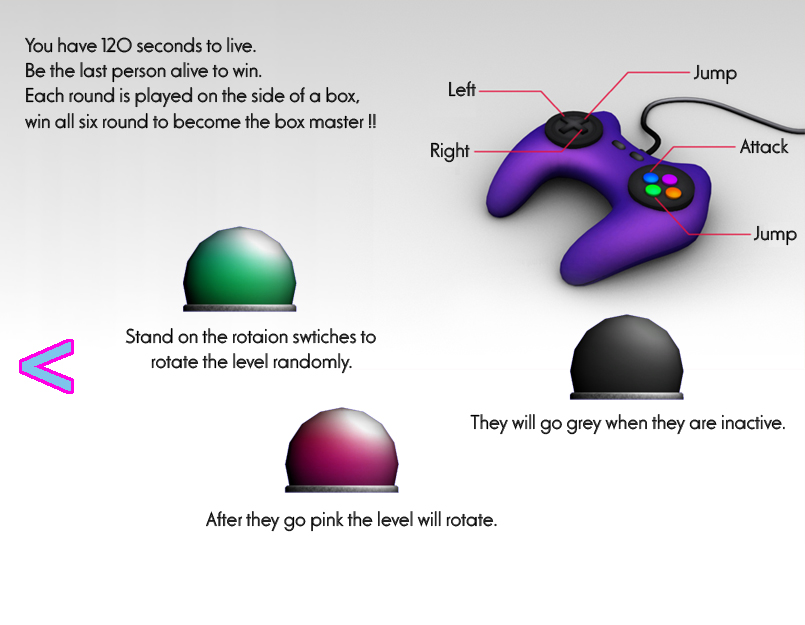 You have 120 seconds to live.
Be the last person alive to win.
Each round is played on the side of a box,
win all six round to become the box master !!
Left
Jump
Right
Attack
Jump
Stand on the rotaion swtiches to
rotate the level randomly.
They will go grey when they are inactive.
After they go pink the level will rotate.